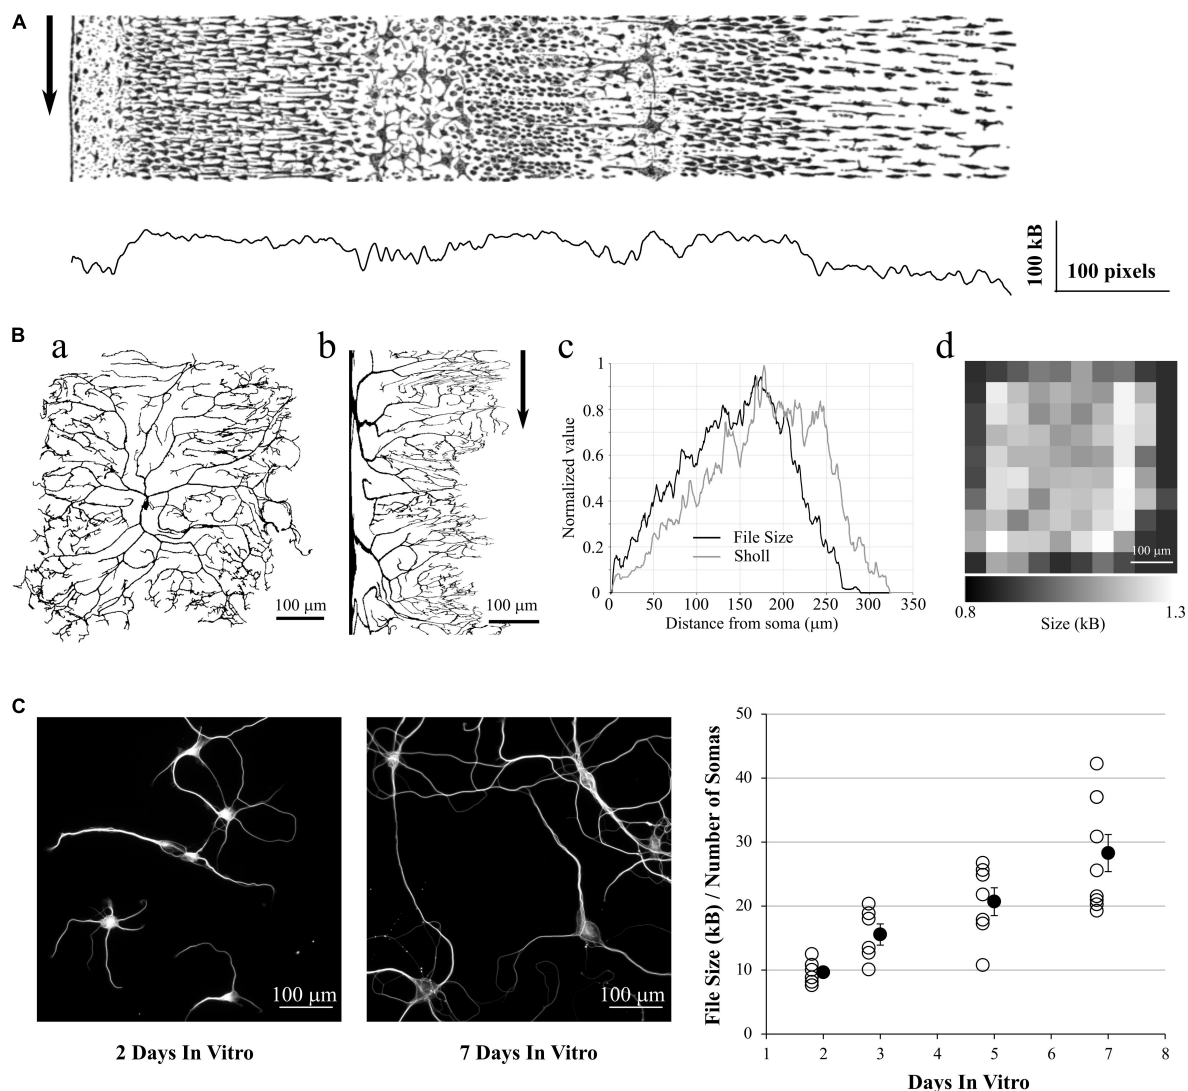 A
100 kB
100 pixels
B
a
b
c
d
100 μm
100 μm
Normalized value
1
0.8
0.6
0.4
0.2
0
File Size
Sholl
0
50
100
150
200
250
300
350
Distance from soma (μm)
100 μm
0.8
1.3
Size (kB)
C
100 μm
100 μm
2 Days In Vitro
7 Days In Vitro
File Size (kB) / Number of Somas
50
40
30
20
10
0
1
2
3
4
5
6
7
8
Days In Vitro